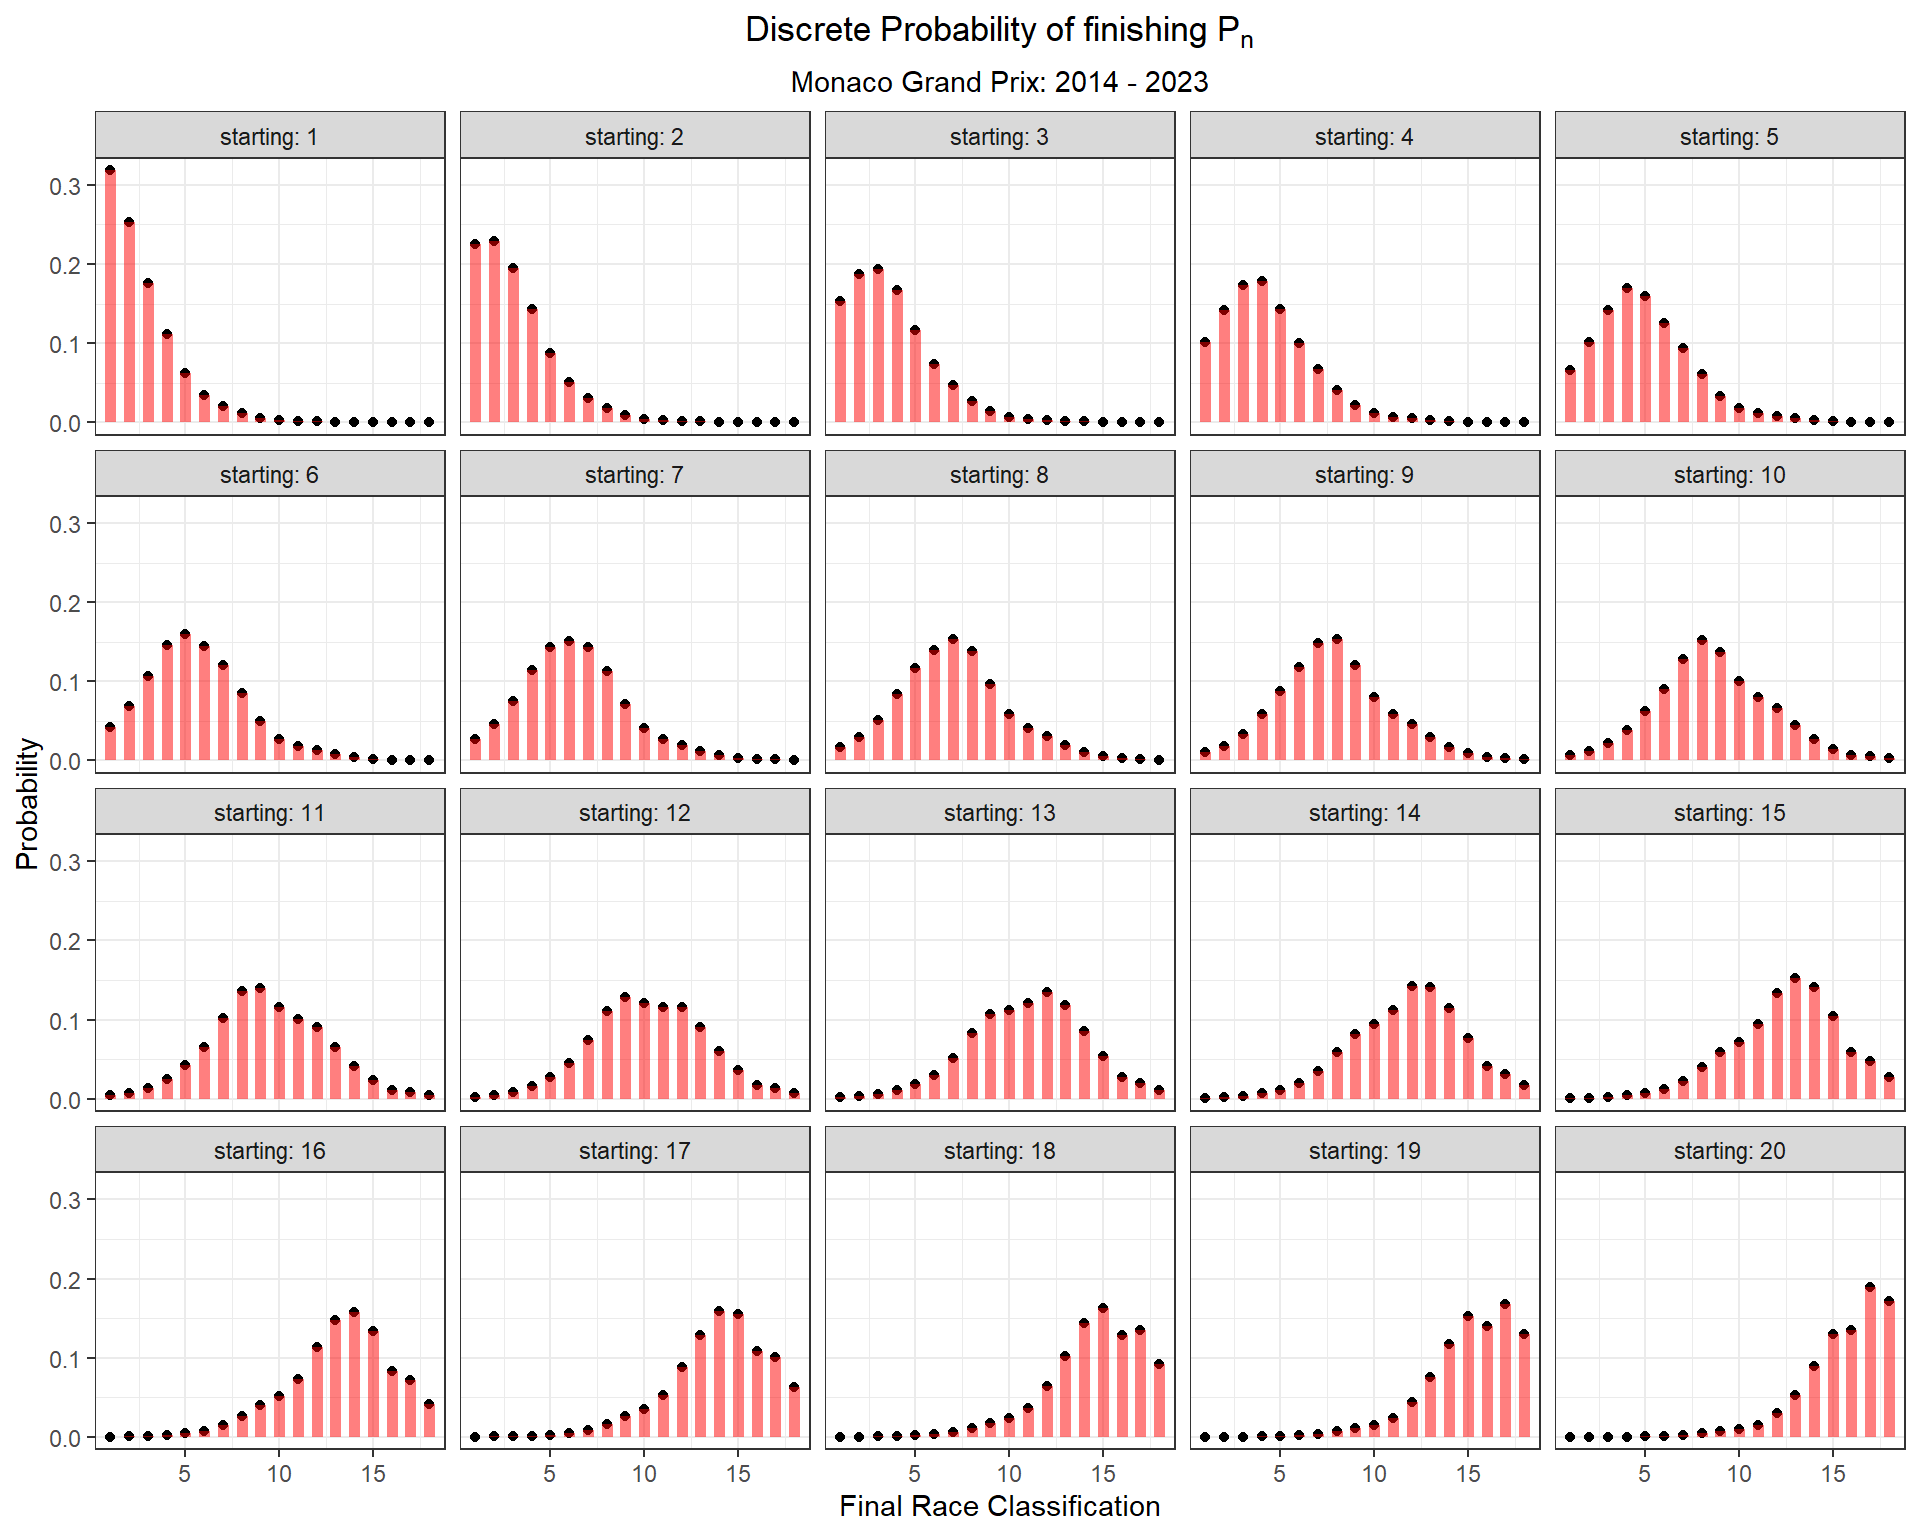 Discrete Probability of finishing Pn
Monaco Grand Prix: 2014 - 2023
starting: 1 starting: 2 starting: 3 starting: 4 starting: 5
0.3
0.2
0.1
0.0
starting: 6 starting: 7 starting: 8 starting: 9 starting: 10
0.3
0.2
0.1
0.0
Probability
starting: 11 starting: 12 starting: 13 starting: 14 starting: 15
0.3
0.2
0.1
0.0
starting: 16 starting: 17 starting: 18 starting: 19 starting: 20
0.3
0.2
0.1
0.0
5 10 15 5 10 15 5 10 15 5 10 15 5 10 15
Final Race Classification